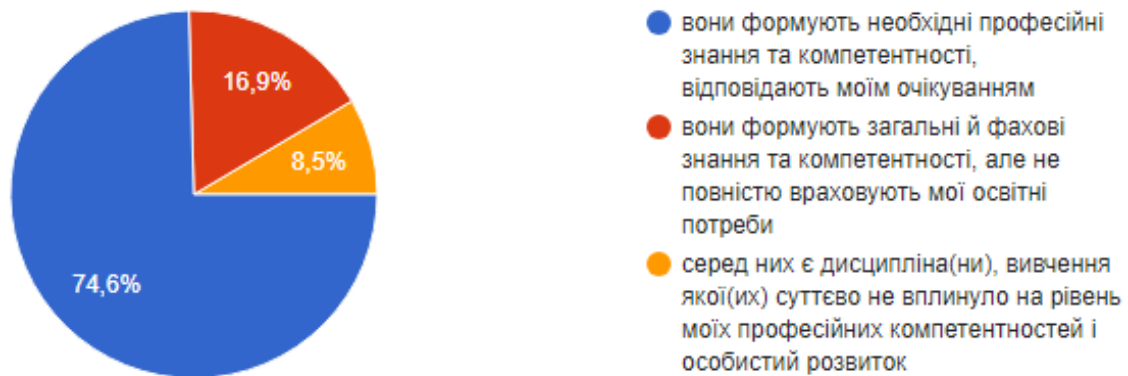 16,9%
8,5%
74,6%
вони формують необхідні професійні
знання та компетентності,
відповідають моїм очікуванням
вони формують загальні й фахові
знання та компетентності, але не
повністю враховують мої освітні
потреби
серед них є дисципліна(ни), вивчення
якої(их) суттєво не вплинуло на рівень
моїх професійних компетентностей і
особистий розвиток